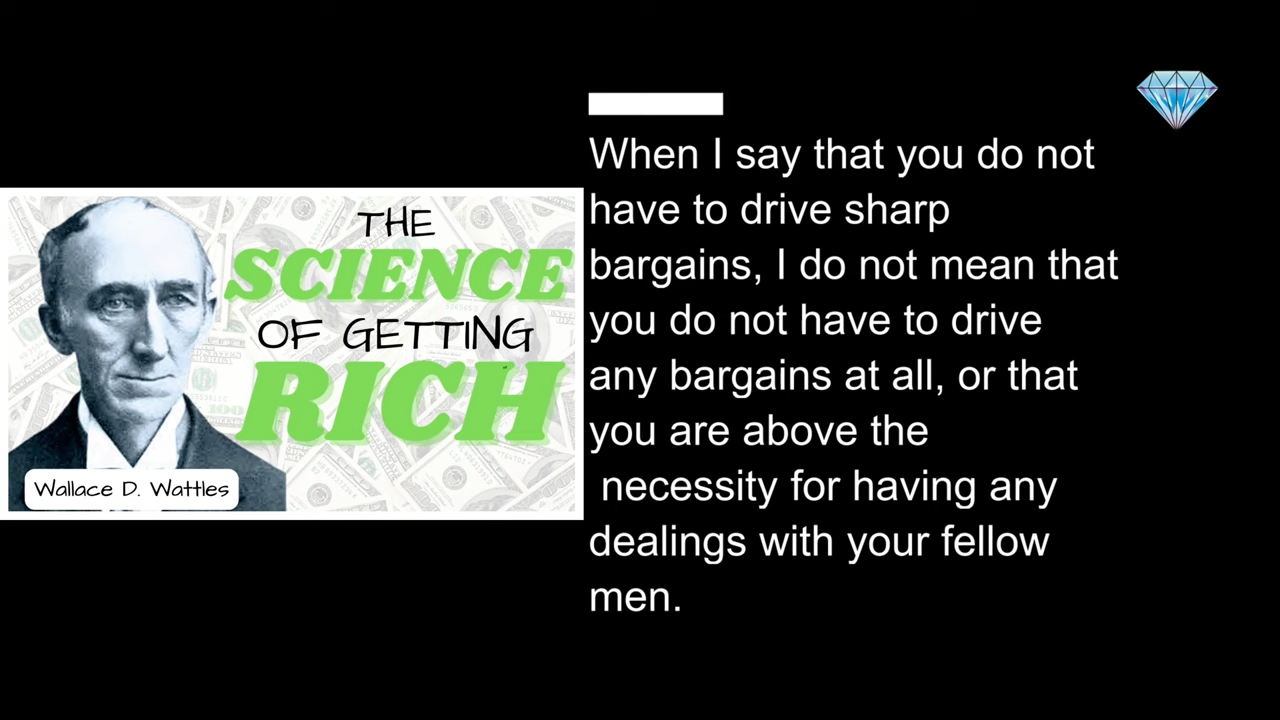 THE
SCIENCE
OF GETTING
RICH
Wallace D. Wattles
When I say that you do not
have to drive sharp
bargains, I do not mean that
you do not have to drive
any bargains at all, or that
you are above the
necessity for having any
dealings with your fellow
men.